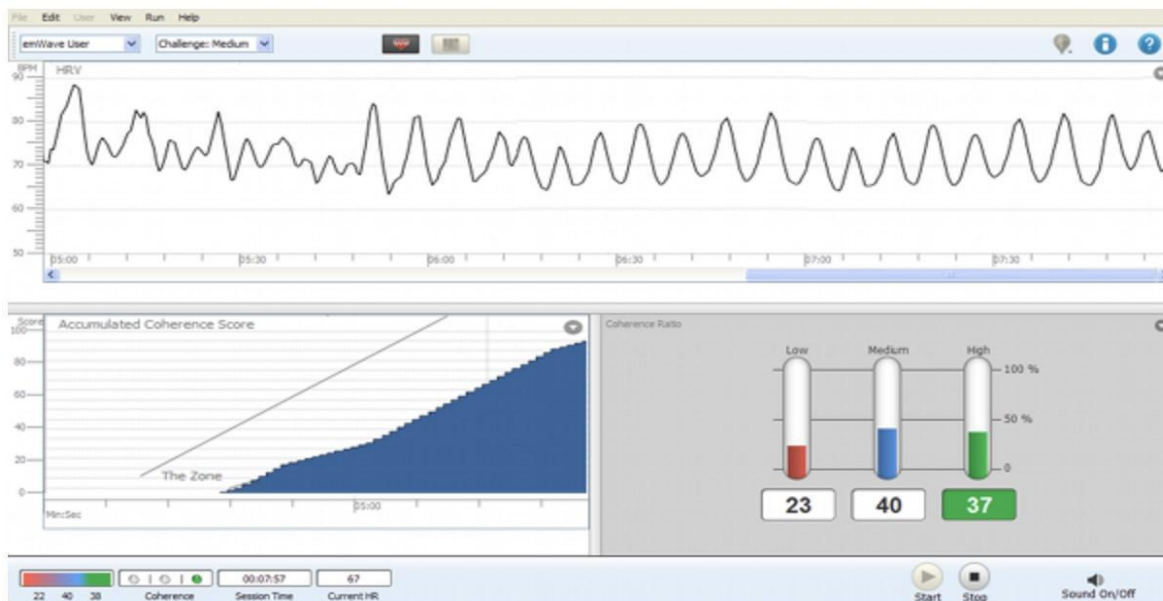 File Edit User View Run Help
emWave User Challenge: Medium
BPM HRV
90
80
70
60
50
05:00 05:30 06:00 06:30 07:00 07:30
Score Accumulated Coherence Score
100
80
60
40
20
0
The Zone
05:00
Min:Sec
Coherence Ratio
Low Medium High
100 %
50 %
0
23 40 37
22 40 38
Coherence
00:07:57
Session Time
67
Current HR
Start Stop
Sound On/Off